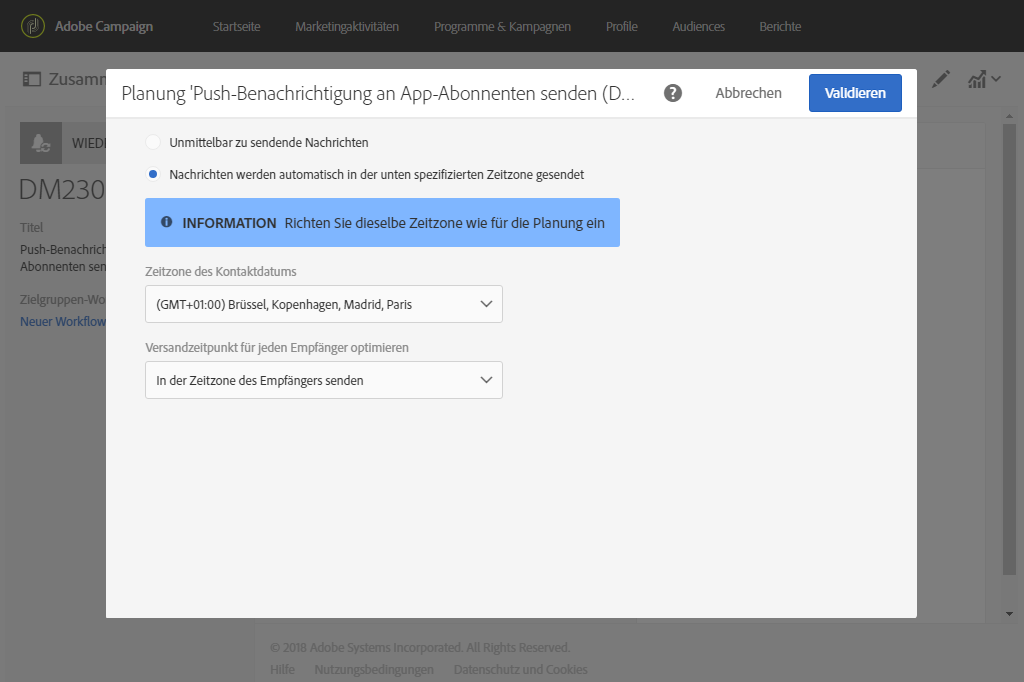 Adobe Campaign Startseite Marketingaktivitäten Programme & Kampagnen Profile Audiences Berichte
Zusamm
Planung 'Push-Benachrichtigung an App-Abonnenten senden (D... ? Abbrechen Validieren
Unmittelbar zu sendende Nachrichten
WIEDE
Nachrichten werden automatisch in der unten spezifizierten Zeitzone gesendet
DM230
INFORMATION Richten Sie dieselbe Zeitzone wie für die Planung ein
Titel
Push-Benachrich
Abonnenten sen
Zeitzone des Kontaktdatums
(GMT+01:00) Brüssel, Kopenhagen, Madrid, Paris
Zielgruppen-Wo
Neuer Workflow
Versandzeitpunkt für jeden Empfänger optimieren
In der Zeitzone des Empfängers senden
© 2018 Adobe Systems Incorporated. All Rights Reserved.
Hilfe Nutzungsbedingungen Datenschutz und Cookies